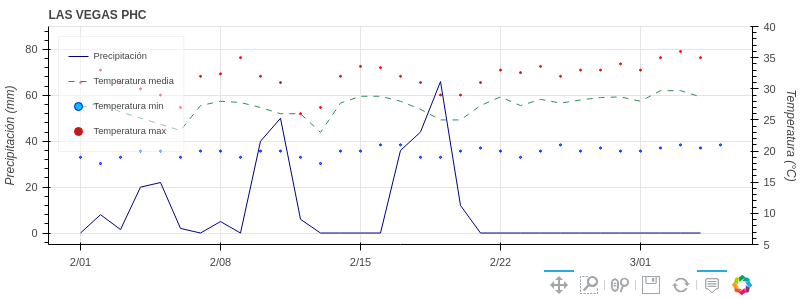 LAS VEGAS PHC
Precipitación (mm)
80
60
40
20
0
Precipitación
Temperatura media
Temperatura min
Temperatura max
40
35
30
25
20
15
10
5
Temperatura (°C)
2/01
2/08
2/15
2/22
3/01